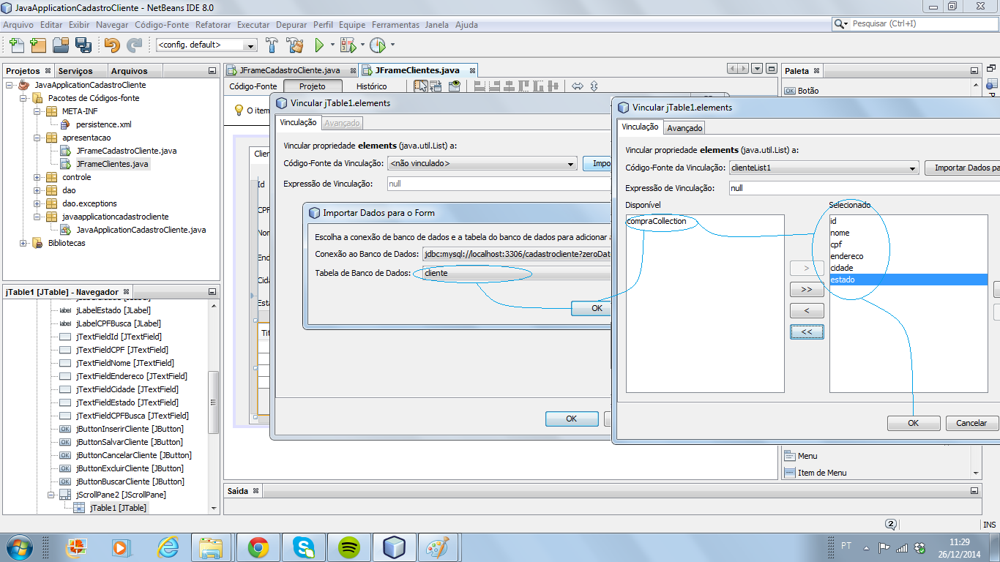 JavaApplicationCadastroCliente - NetBeans IDE 8.0
Arquivo Editar Exibir Navegar Código-Fonte Refatorar Executar Depurar Perfil Equipe Ferramentas Janela Ajuda
Pesquisar (Ctrl+I)
<config. default>
Projetos Serviços Arquivos
JavaApplicationCadastroCliente
Pacotes de Códigos-fonte
META-INF
persistence.xml
apresentacao
JFrameCadastroCliente.java
JFrameClientes.java
controle
dao
dao.exceptions
javaapplicationcadastrocliente
JavaApplicationCadastroCliente.java
Bibliotecas
jTable1 [JTable] - Navegador
jLabelEstado [JLabel]
jLabelCPFBusca [JLabel]
jTextFieldId [JTextField]
jTextFieldCPF [JTextField]
jTextFieldNome [JTextField]
jTextFieldEndereco [JTextField]
jTextFieldCidade [JTextField]
jTextFieldEstado [JTextField]
jTextFieldCPFBusca [JTextField]
OK jButtonInserirCliente [JButton]
OK jButtonSalvarCliente [JButton]
OK jButtonCancelarCliente [JButton]
OK jButtonExcluirCliente [JButton]
OK jButtonBuscarCliente [JButton]
jScrollPane2 [JScrollPane]
jTable1 [JTable]
JFrameCadastroCliente.java JFrameClientes.java
Código-Fonte Projeto Histórico
O item
Clien
Id
CPF
Nom
End
Cida
Esta
Tit
Vincular jTable1.elements
Vinculação Avançado
Vincular propriedade elements (java.util.List) a:
Código-Fonte da Vinculação: <não vinculado> Impo
Expressão de Vinculação: null
Importar Dados para o Form
Escolha a conexão de banco de dados e a tabela do banco de dados para adicionar a
Conexão ao Banco de Dados: jdbc:mysql://localhost:3306/cadastrocliente?zeroDat
Tabela de Banco de Dados: cliente
OK
OK
Vincular jTable1.elements
Vinculação Avançado
Vincular propriedade elements (java.util.List) a:
Código-Fonte da Vinculação: clienteList1 Importar Dados pa
Expressão de Vinculação: null
Disponível Selecionado
compraCollection
id
nome
cpf
endereco
cidade
estado
>
>>
<
<<
OK Cancelar
Paleta
OK Botão
Menu
Item de Menu
Saída
2 INS
PT
11:29
26/12/2014